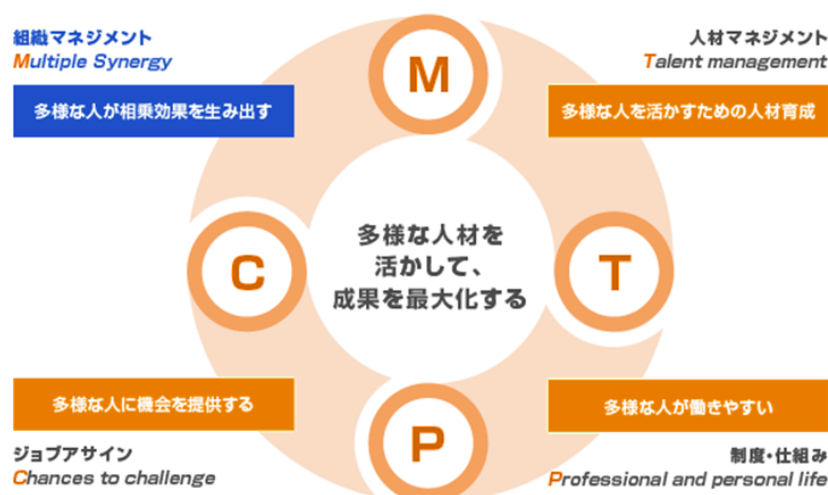 組織マネジメント
Multiple Synergy
多様な人が相乗効果を生み出す
人材マネジメント
Talent management
多様な人を活かすための人材育成
M
C
T
P
多様な人材を
活かして、
成果を最大化する
多様な人に機会を提供する
ジョブアサイン
Chances to challenge
多様な人が働きやすい
制度・仕組み
Professional and personal life